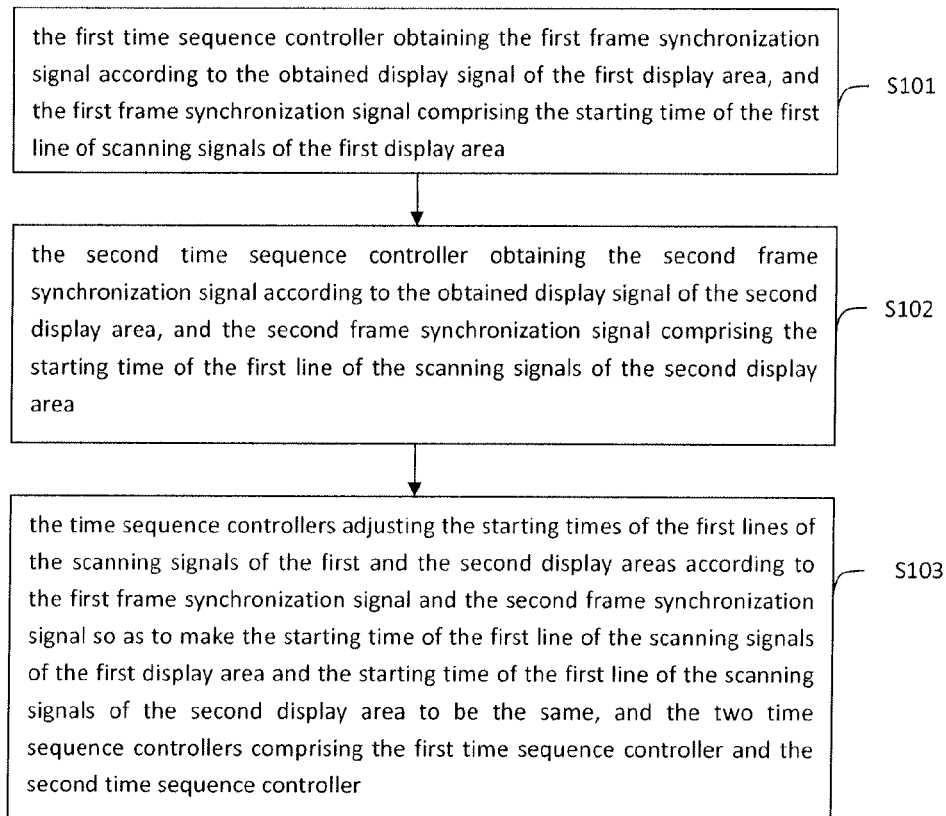 the first time sequence controller obtaining the first frame synchronization
signal according to the obtained display signal of the first display area, and
the first frame synchronization signal comprising the starting time of the first
line of scanning signals of the first display area
S101
the second time sequence controller obtaining the second frame
synchronization signal according to the obtained display signal of the second
display area, and the second frame synchronization signal comprising the
starting time of the first line of the scanning signals of the second display
area
S102
the time sequence controllers adjusting the starting times of the first lines of
the scanning signals of the first and the second display areas according to
the first frame synchronization signal and the second frame synchronization
signal so as to make the starting time of the first line of the scanning signals
of the first display area and the starting time of the first line of the scanning
signals of the second display area to be the same, and the two time
sequence controllers comprising the first time sequence controller and the
second time sequence controller
S103